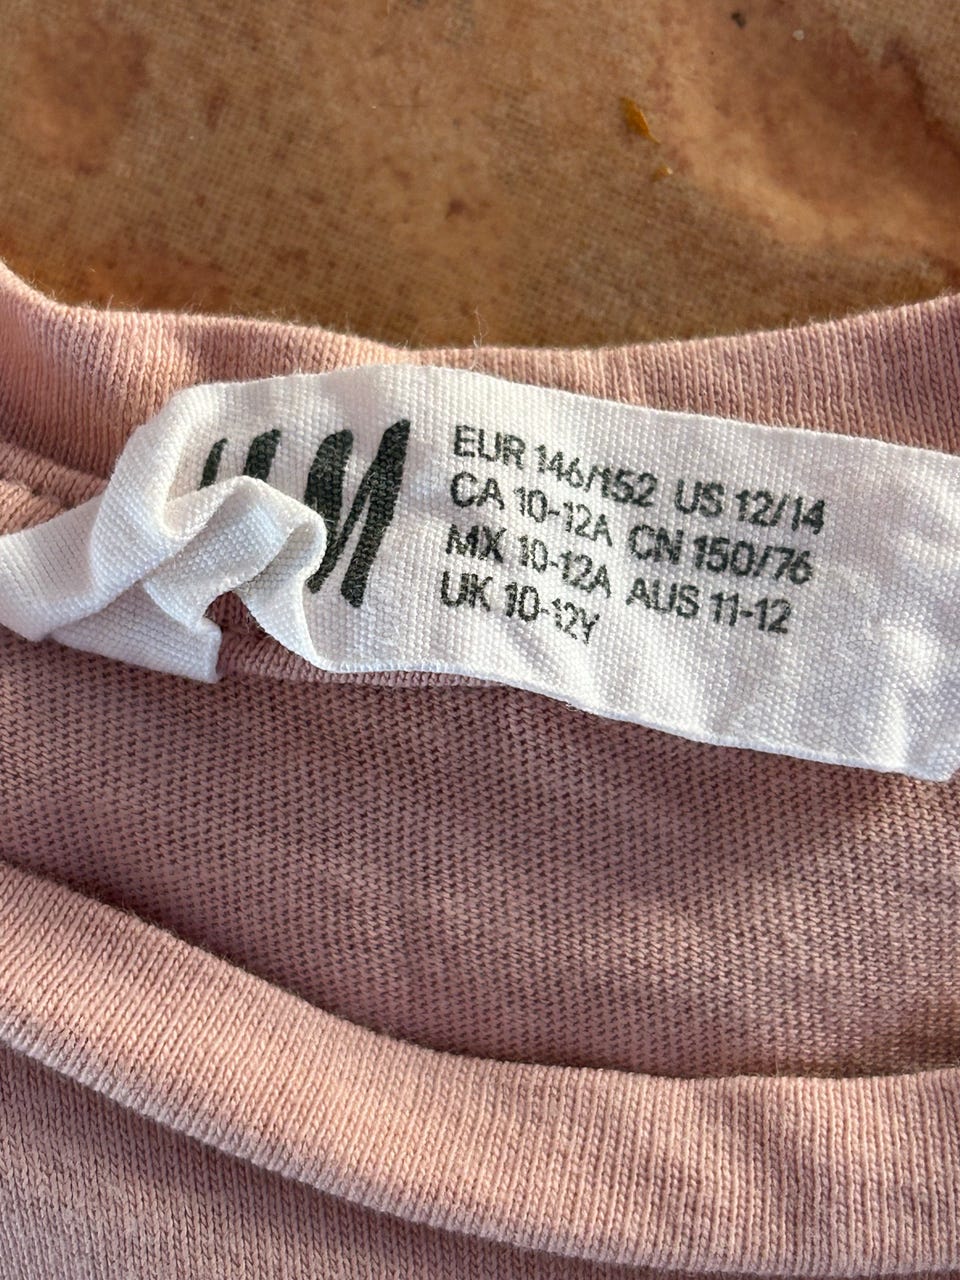 H&M
EUR 146/152 US 12/14
CA 10-12A CN 150/76
MX 10-12A AUS 11-12
UK 10-12Y